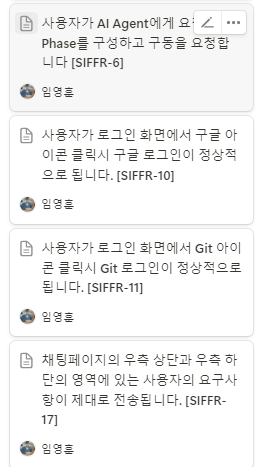 사용자가 AI Agent에게 요
Phase를 구성하고 구동을 요청합
니다 [SIFFR-6]
임영훈
사용자가 로그인 화면에서 구글 아
이콘 클릭시 구글 로그인이 정상적
으로 됩니다. [SIFFR-10]
임영훈
사용자가 로그인 화면에서 Git 아이
콘 클릭시 Git 로그인이 정상적으로
됩니다. [SIFFR-11]
임영훈
채팅페이지의 우측 상단과 우측 하
단의 영역에 있는 사용자의 요구사
항이 제대로 전송됩니다. [SIFFR-
17]
임영훈